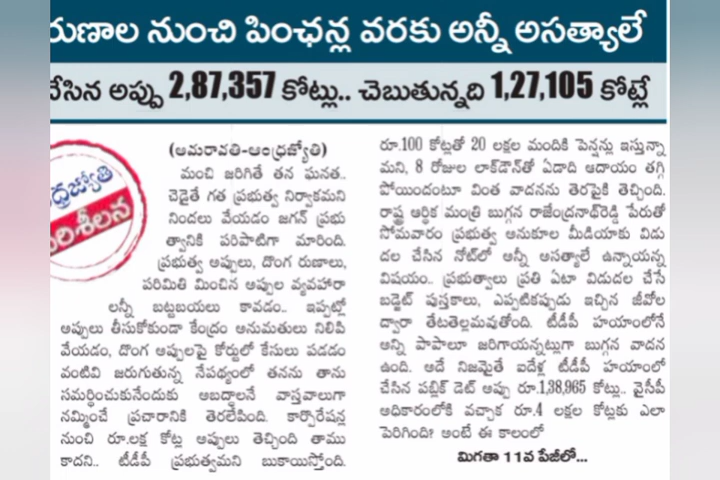 రుణాల నుంచి పింఛన్ల వరకు అన్నీ అసత్యాలే
చేసిన అప్పు 2,87,357 కోట్లు.. చెబుతున్నది 1,27,105 కోట్లే
ధ్రజ్యోతి
పరిశీలన
(అమరావతి-ఆంధ్రజ్యోతి)
మంచి జరిగితే తన ఘనత..
చెడైతే గత ప్రభుత్వ నిర్వాకమని
నిందలు వేయడం జగన్ ప్రభు
త్వానికి పరిపాటిగా మారింది.
ప్రభుత్వ అప్పులు, దొంగ రుణాలు,
పరిమితి మించిన అప్పుల వ్యవహారా
లన్నీ బట్టబయలు కావడం.. ఇప్పట్లో
అప్పులు తీసుకోకుండా కేంద్రం అనుమతులు నిలిపి
వేయడం, దొంగ అప్పులపై కోర్టులో కేసులు పడడం
వంటివి జరుగుతున్న నేపథ్యంలో తనను తాను
సమర్థించుకునేందుకు అబద్ధాలనే వాస్తవాలుగా
నమ్మించే ప్రచారానికి తెరలేపింది. కార్పొరేషన్ల
నుంచి రూ.లక్ష కోట్ల అప్పులు తెచ్చింది తాము
కాదని.. టీడీపీ ప్రభుత్వమని బుకాయిస్తోంది.
రూ.100 కోట్లతో 20 లక్షల మందికి పెన్షన్లు ఇస్తున్నా
మని, 8 రోజుల లాక్‌డౌన్‌తో ఏడాది ఆదాయం తగ్గి
పోయిందంటూ వింత వాదనను తెరపైకి తెచ్చింది.
రాష్ట్ర ఆర్థిక మంత్రి బుగ్గన రాజేంద్రనాథ్‌రెడ్డి పేరుతో
సోమవారం ప్రభుత్వ అనుకూల మీడియాకు విడు
దల చేసిన నోట్‌లో అన్నీ అసత్యాలే ఉన్నాయన్న
విషయం.. ప్రభుత్వాలు ప్రతి ఏటా విడుదల చేసే
బడ్జెట్ పుస్తకాలు, ఎప్పటికప్పుడు ఇచ్చిన జీవోల
ద్వారా తేటతెల్లమవుతోంది. టీడీపీ హయాంలోనే
అన్ని పాపాలూ జరిగాయన్నట్లుగా బుగ్గన వాదన
ఉంది. అదే నిజమైతే ఐదేళ్ల టీడీపీ హయాంలో
చేసిన పబ్లిక్ డెట్ అప్పు రూ.1,38,965 కోట్లు.. వైసీపీ
అధికారంలోకి వచ్చాక రూ.4 లక్షల కోట్లకు ఎలా
పెరిగింది? అంటే ఈ కాలంలో
మిగతా 11వ పేజీలో...